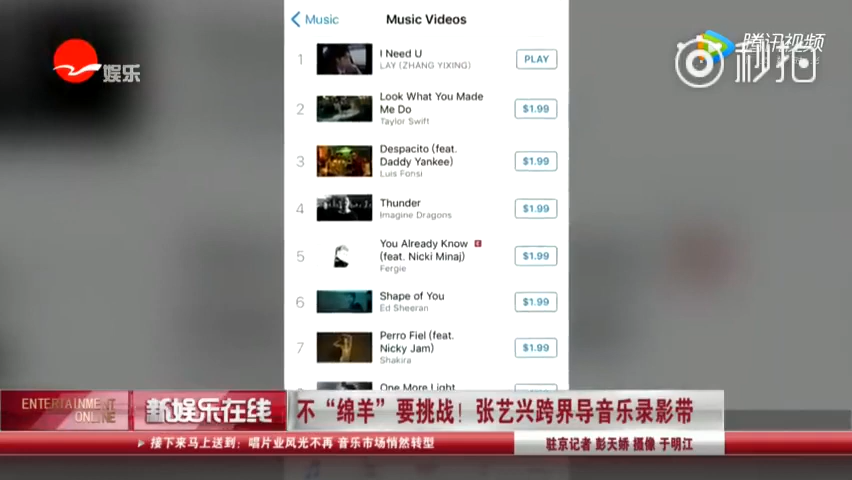 Music
Music Videos
1
I Need U
LAY (ZHANG YIXING)
PLAY
2
Look What You Made
Me Do
Taylor Swift
$1.99
3
Despacito (feat.
Daddy Yankee)
Luis Fonsi
$1.99
4
Thunder
Imagine Dragons
$1.99
5
You Already Know E
(feat. Nicki Minaj)
Fergie
$1.99
6
Shape of You
Ed Sheeran
$1.99
7
Perro Fiel (feat.
Nicky Jam)
Shakira
$1.99
One More Light
娱乐
腾讯视频
秒拍
ENTERTAINMENT
ONLINE
新娱乐在线
不“绵羊”要挑战！张艺兴跨界导音乐录影带
接下来马上送到：唱片业风光不再 音乐市场悄然转型
驻京记者 彭天娇 摄像 于明江